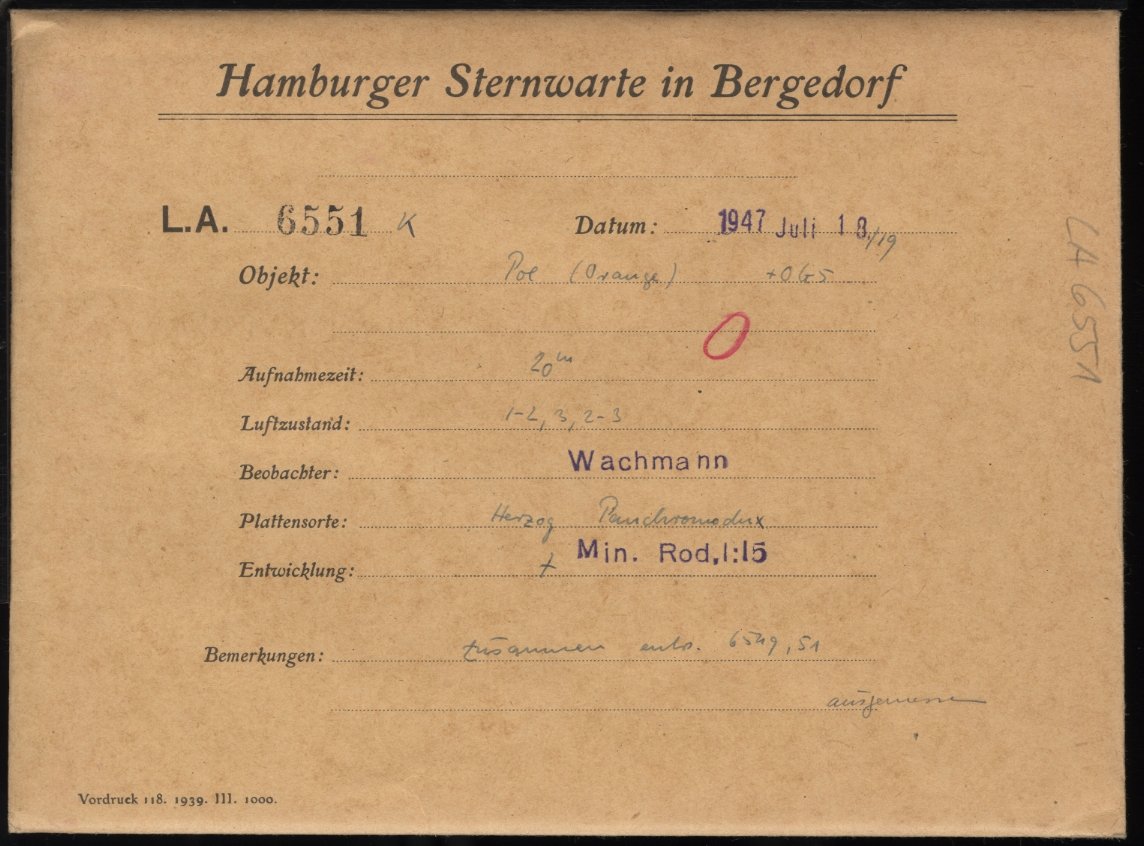 Hamburger Sternwarte in Bergedorf
L.A. 6551 K Datum: 1947 Juli 18./19
Objekt: Pol (Orange) +OG5
O
Aufnahmezeit: 20ᵐ
Luftzustand: 1-2, 3, 2-3
Beobachter: Wachmann
Plattensorte: Herzog Panchromodux
Entwicklung: + Min. Rod, 1:15
Bemerkungen: zusammen entw. 6549, 51
ausgemessen
Vordruck 118. 1939. III. 1000.
LA 6551